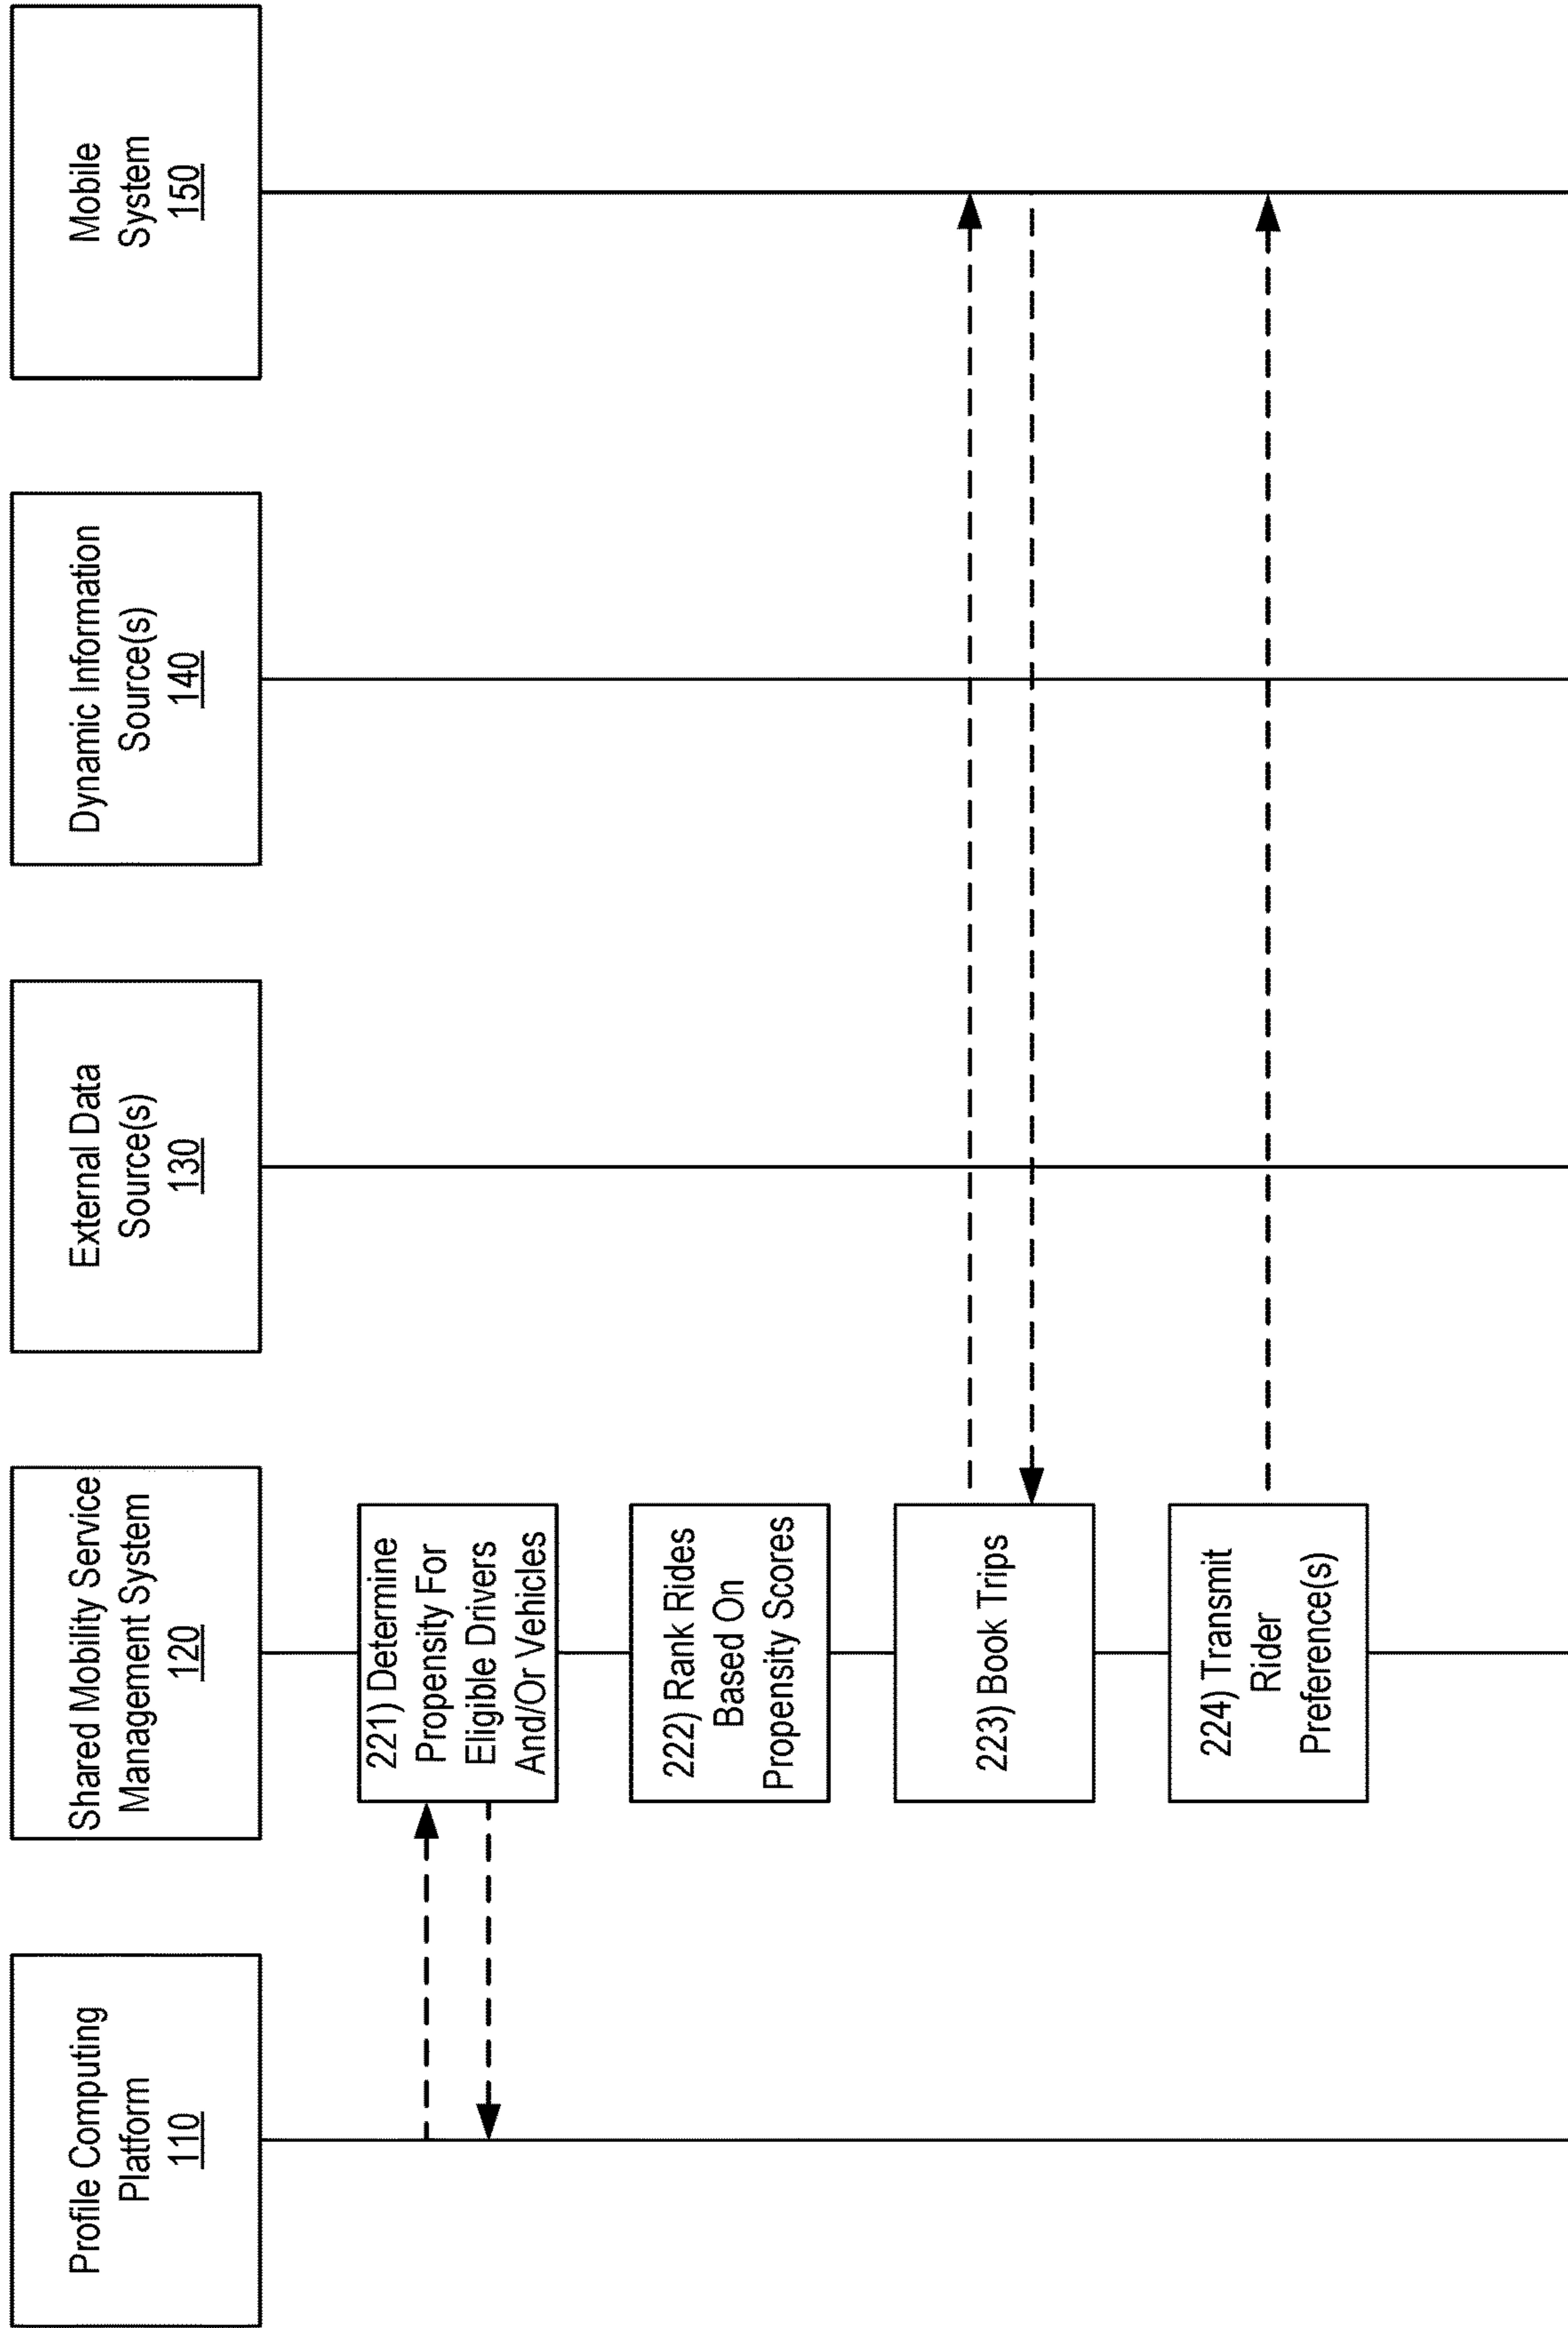 Profile Computing
Platform
110
Shared Mobility Service
Management System
120
External Data
Source(s)
130
Dynamic Information
Source(s)
140
Mobile
System
150
221) Determine
Propensity For
Eligible Drivers
And/Or Vehicles
222) Rank Rides
Based On
Propensity Scores
223) Book Trips
224) Transmit
Rider
Preference(s)